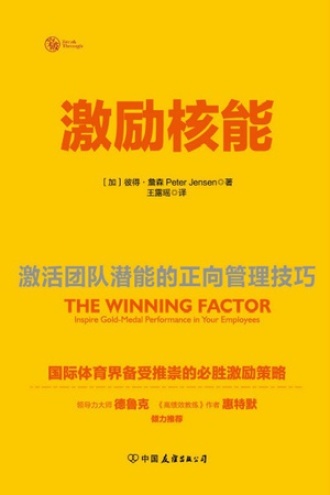 Break Through
激励核能
[加] 彼得·詹森 Peter Jensen◎著
王露瑶◎译
激活团队潜能的正向管理技巧
THE WINNING FACTOR
Inspire Gold-Medal Performance in Your Employees
国际体育界备受推崇的必胜激励策略
领导力大师 德鲁克 《高绩效教练》作者 惠特默
倾力推荐
中国友谊出版公司